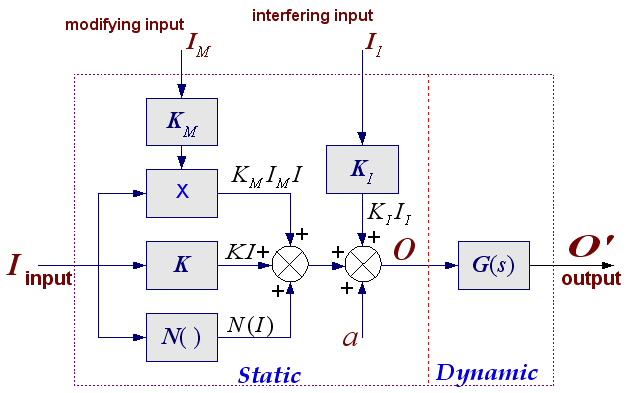 interfering input
modifying input
I_M
I_I
K_M
K_M I_M I
X
K_I
K_I I_I
+
+
I input
K
KI
+
+
O
G(s)
O'
output
+
+
N( )
N(I)
a
Static
Dynamic